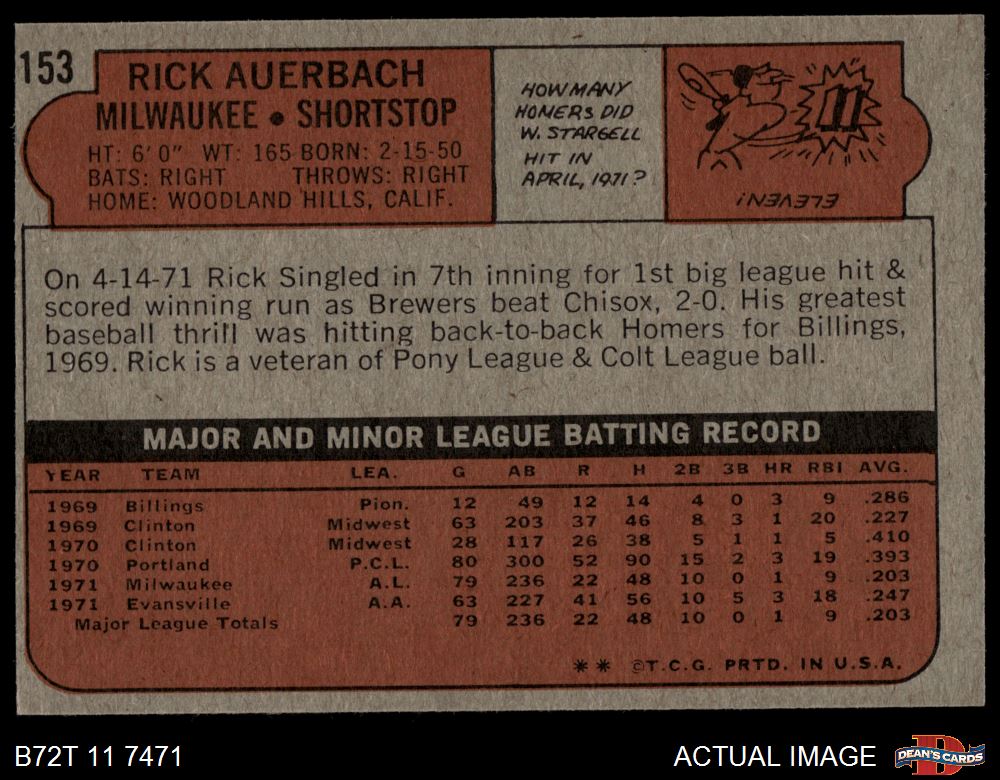 153
RICK AUERBACH
MILWAUKEE • SHORTSTOP
HT: 6'0" WT: 165 BORN: 2-15-50
BATS: RIGHT THROWS: RIGHT
HOME: WOODLAND HILLS, CALIF.
HOW MANY
HOMERS DID
W. STARGELL
HIT IN
APRIL, 1971?
11
ELEVEN!
On 4-14-71 Rick Singled in 7th inning for 1st big league hit &
scored winning run as Brewers beat Chisox, 2-0. His greatest
baseball thrill was hitting back-to-back Homers for Billings,
1969. Rick is a veteran of Pony League & Colt League ball.
MAJOR AND MINOR LEAGUE BATTING RECORD
YEAR TEAM LEA. G AB R H 2B 3B HR RBI AVG.
1969 Billings Pion. 12 49 12 14 4 0 3 9 .286
1969 Clinton Midwest 63 203 37 46 8 3 1 20 .227
1970 Clinton Midwest 28 117 26 38 5 1 1 5 .410
1970 Portland P.C.L. 80 300 52 90 15 2 3 19 .393
1971 Milwaukee A.L. 79 236 22 48 10 0 1 9 .203
1971 Evansville A.A. 63 227 41 56 10 5 3 18 .247
Major League Totals 79 236 22 48 10 0 1 9 .203
** ©T.C.G. PRTD. IN U.S.A.
B72T 11 7471
ACTUAL IMAGE
D
DEAN'S CARDS